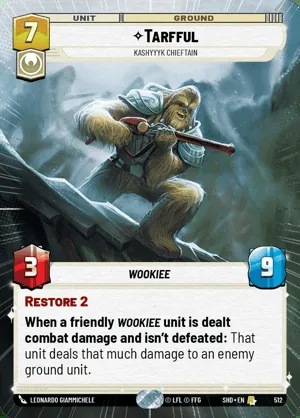 UNIT GROUND
7
✧TARFFUL
KASHYYYK CHIEFTAIN
3
WOOKIEE
9
RESTORE 2
When a friendly WOOKIEE unit is dealt
combat damage and isn't defeated: That
unit deals that much damage to an enemy
ground unit.
LEONARDO GIAMMICHELE
© LFL © FFG
SHD • EN
512